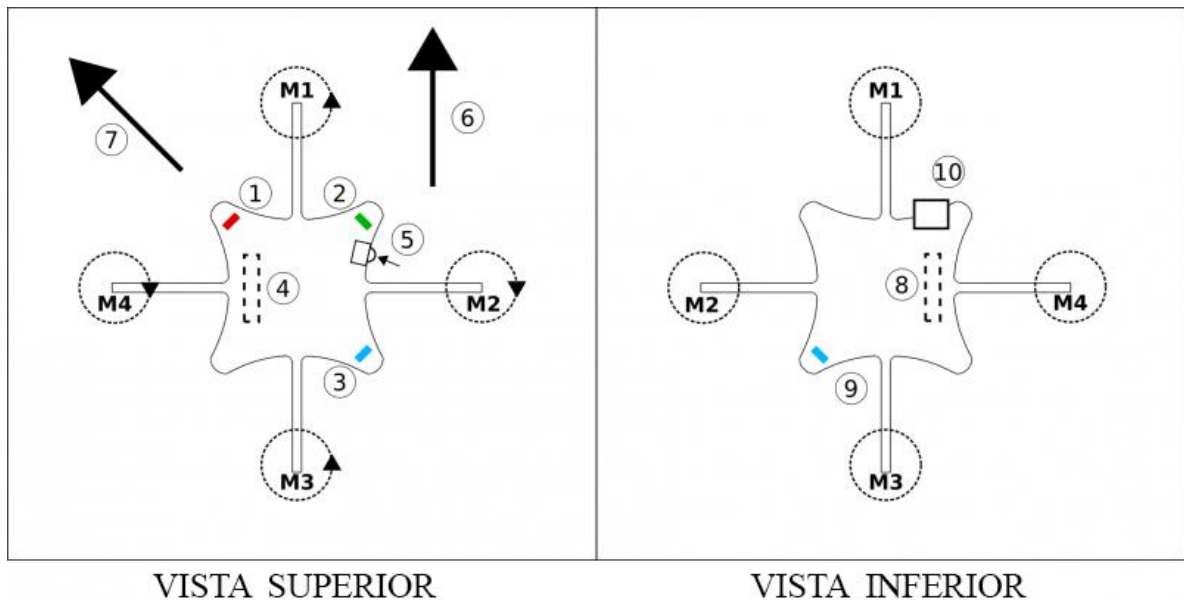 M1
M1
10
7
6
1
2
5
4
8
M4
M2
M2
M4
3
9
M3
M3
VISTA SUPERIOR
VISTA INFERIOR